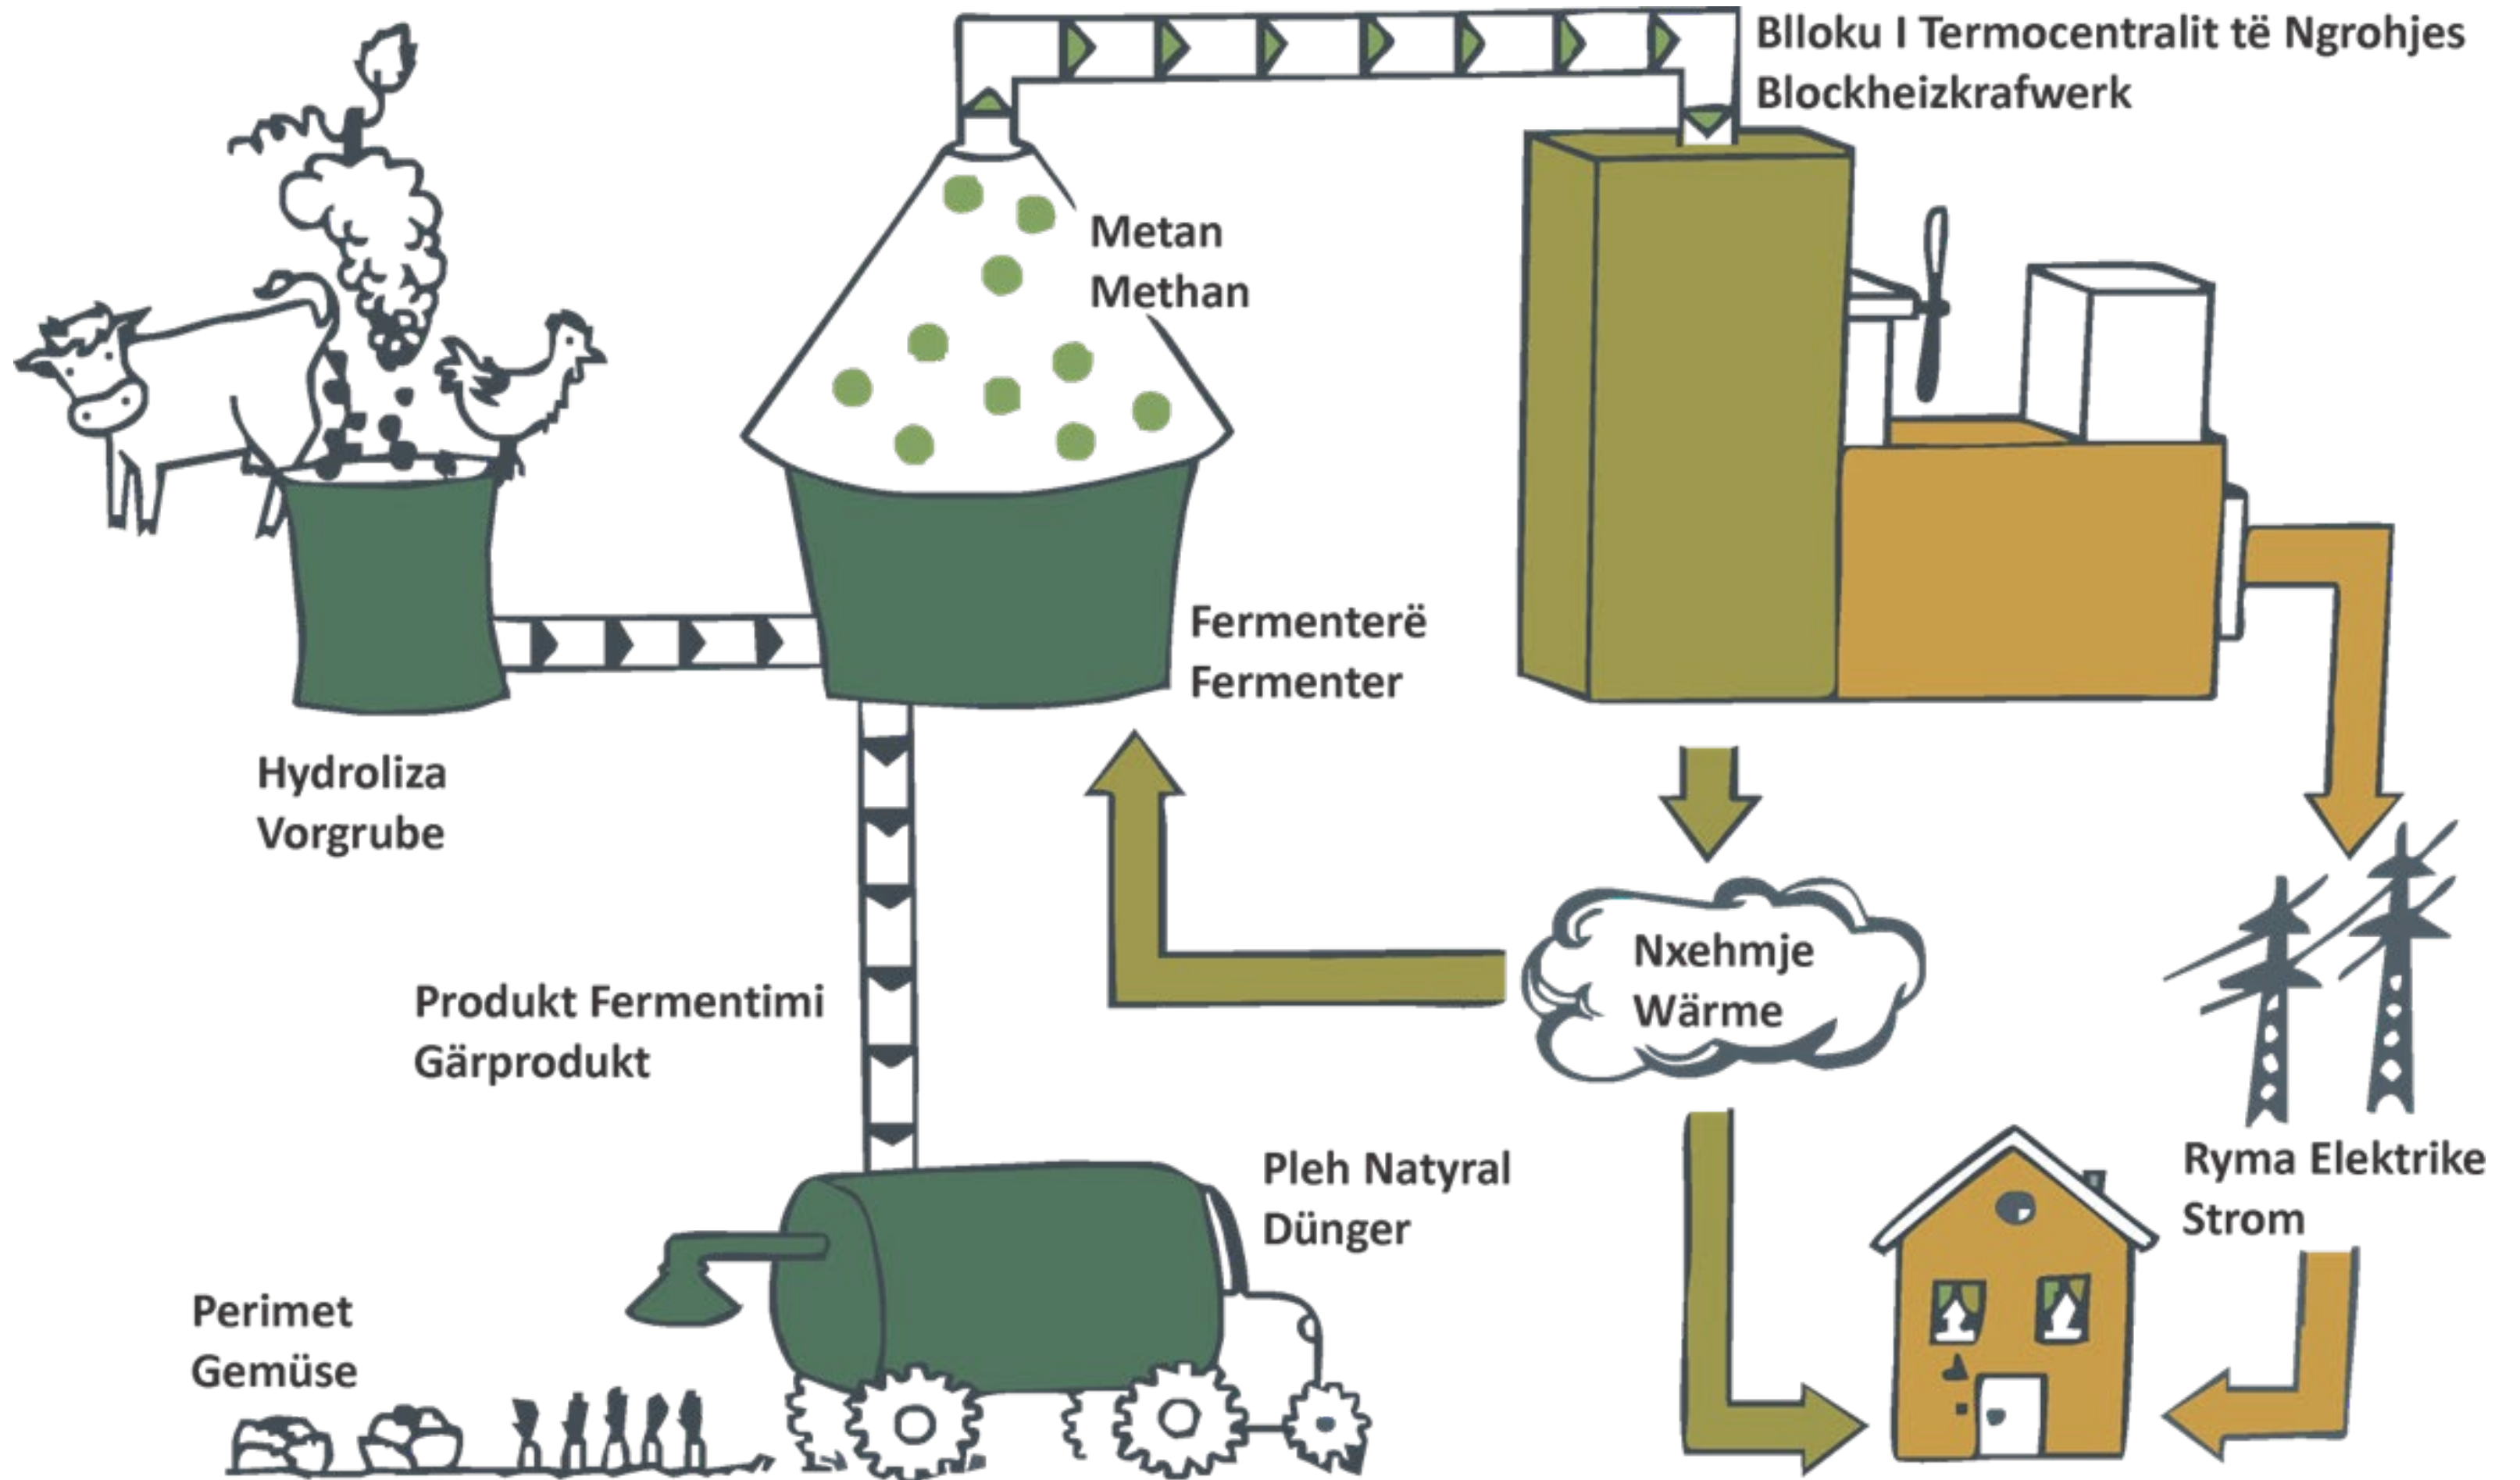 Blloku I Termocentralit të Ngrohjes
Blockheizkrafwerk
Metan
Methan
Fermenterë
Fermenter
Hydroliza
Vorgrube
Nxehmje
Wärme
Produkt Fermentimi
Gärprodukt
Pleh Natyral
Dünger
Ryma Elektrike
Strom
Perimet
Gemüse